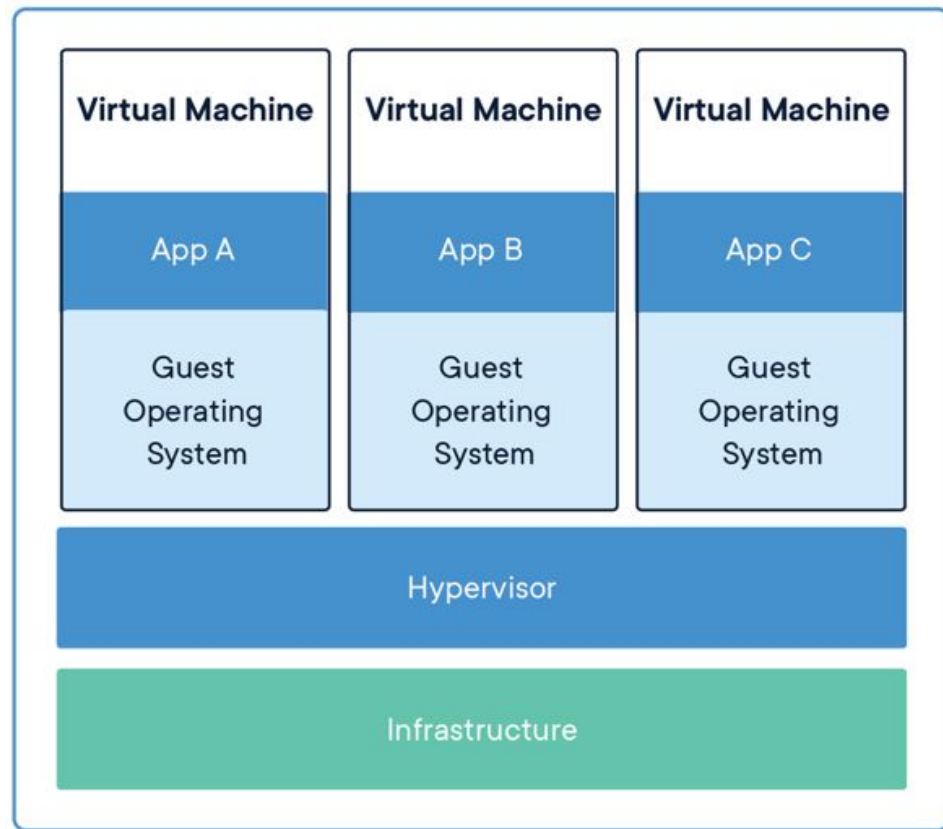 Virtual Machine
App A
Guest
Operating
System
Virtual Machine
App B
Guest
Operating
System
Virtual Machine
App C
Guest
Operating
System
Hypervisor
Infrastructure